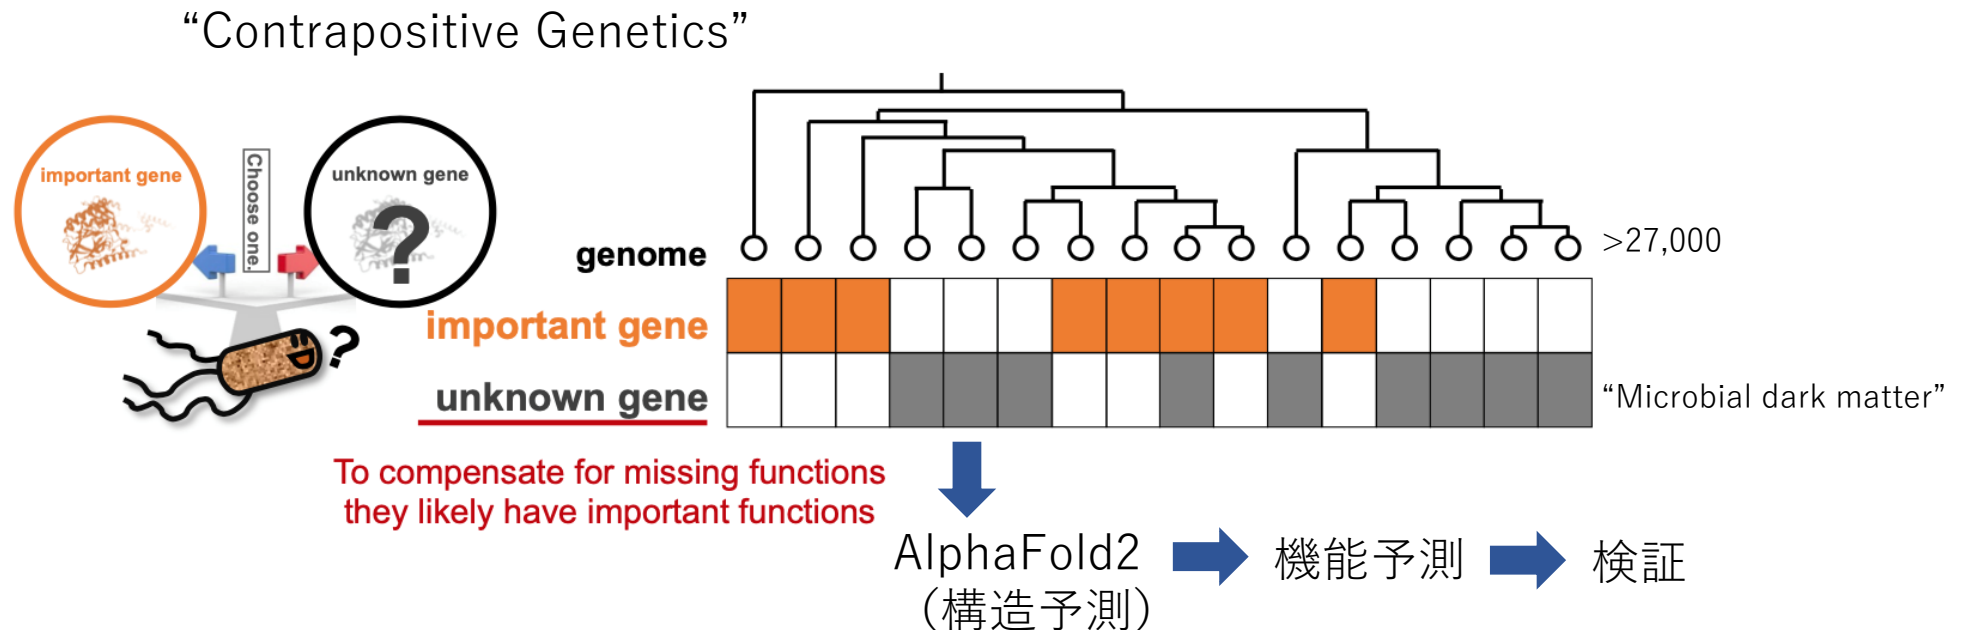 “Contrapositive Genetics”
important gene
Choose one.
unknown gene
?
?
genome
>27,000
important gene
unknown gene
“Microbial dark matter”
To compensate for missing functions
they likely have important functions
AlphaFold2
（構造予測）
機能予測
検証